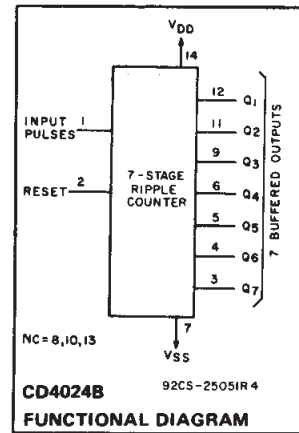 VDD
14
INPUT PULSES
1
RESET
2
7-STAGE
RIPPLE
COUNTER
12 Q1
11 Q2
9 Q3
6 Q4
5 Q5
4 Q6
3 Q7
7 BUFFERED OUTPUTS
7
VSS
NC=8,10,13
92CS-25051R4
CD4024B
FUNCTIONAL DIAGRAM